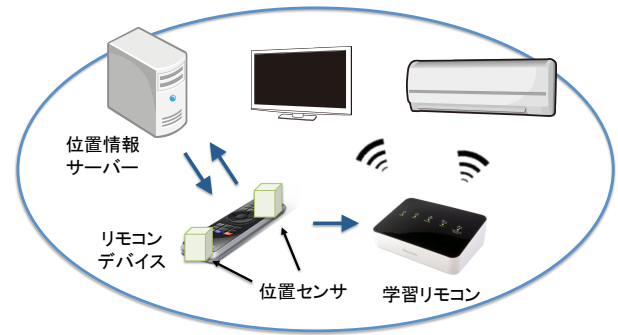 位置情報
サーバー
リモコン
デバイス
位置センサ
学習リモコン